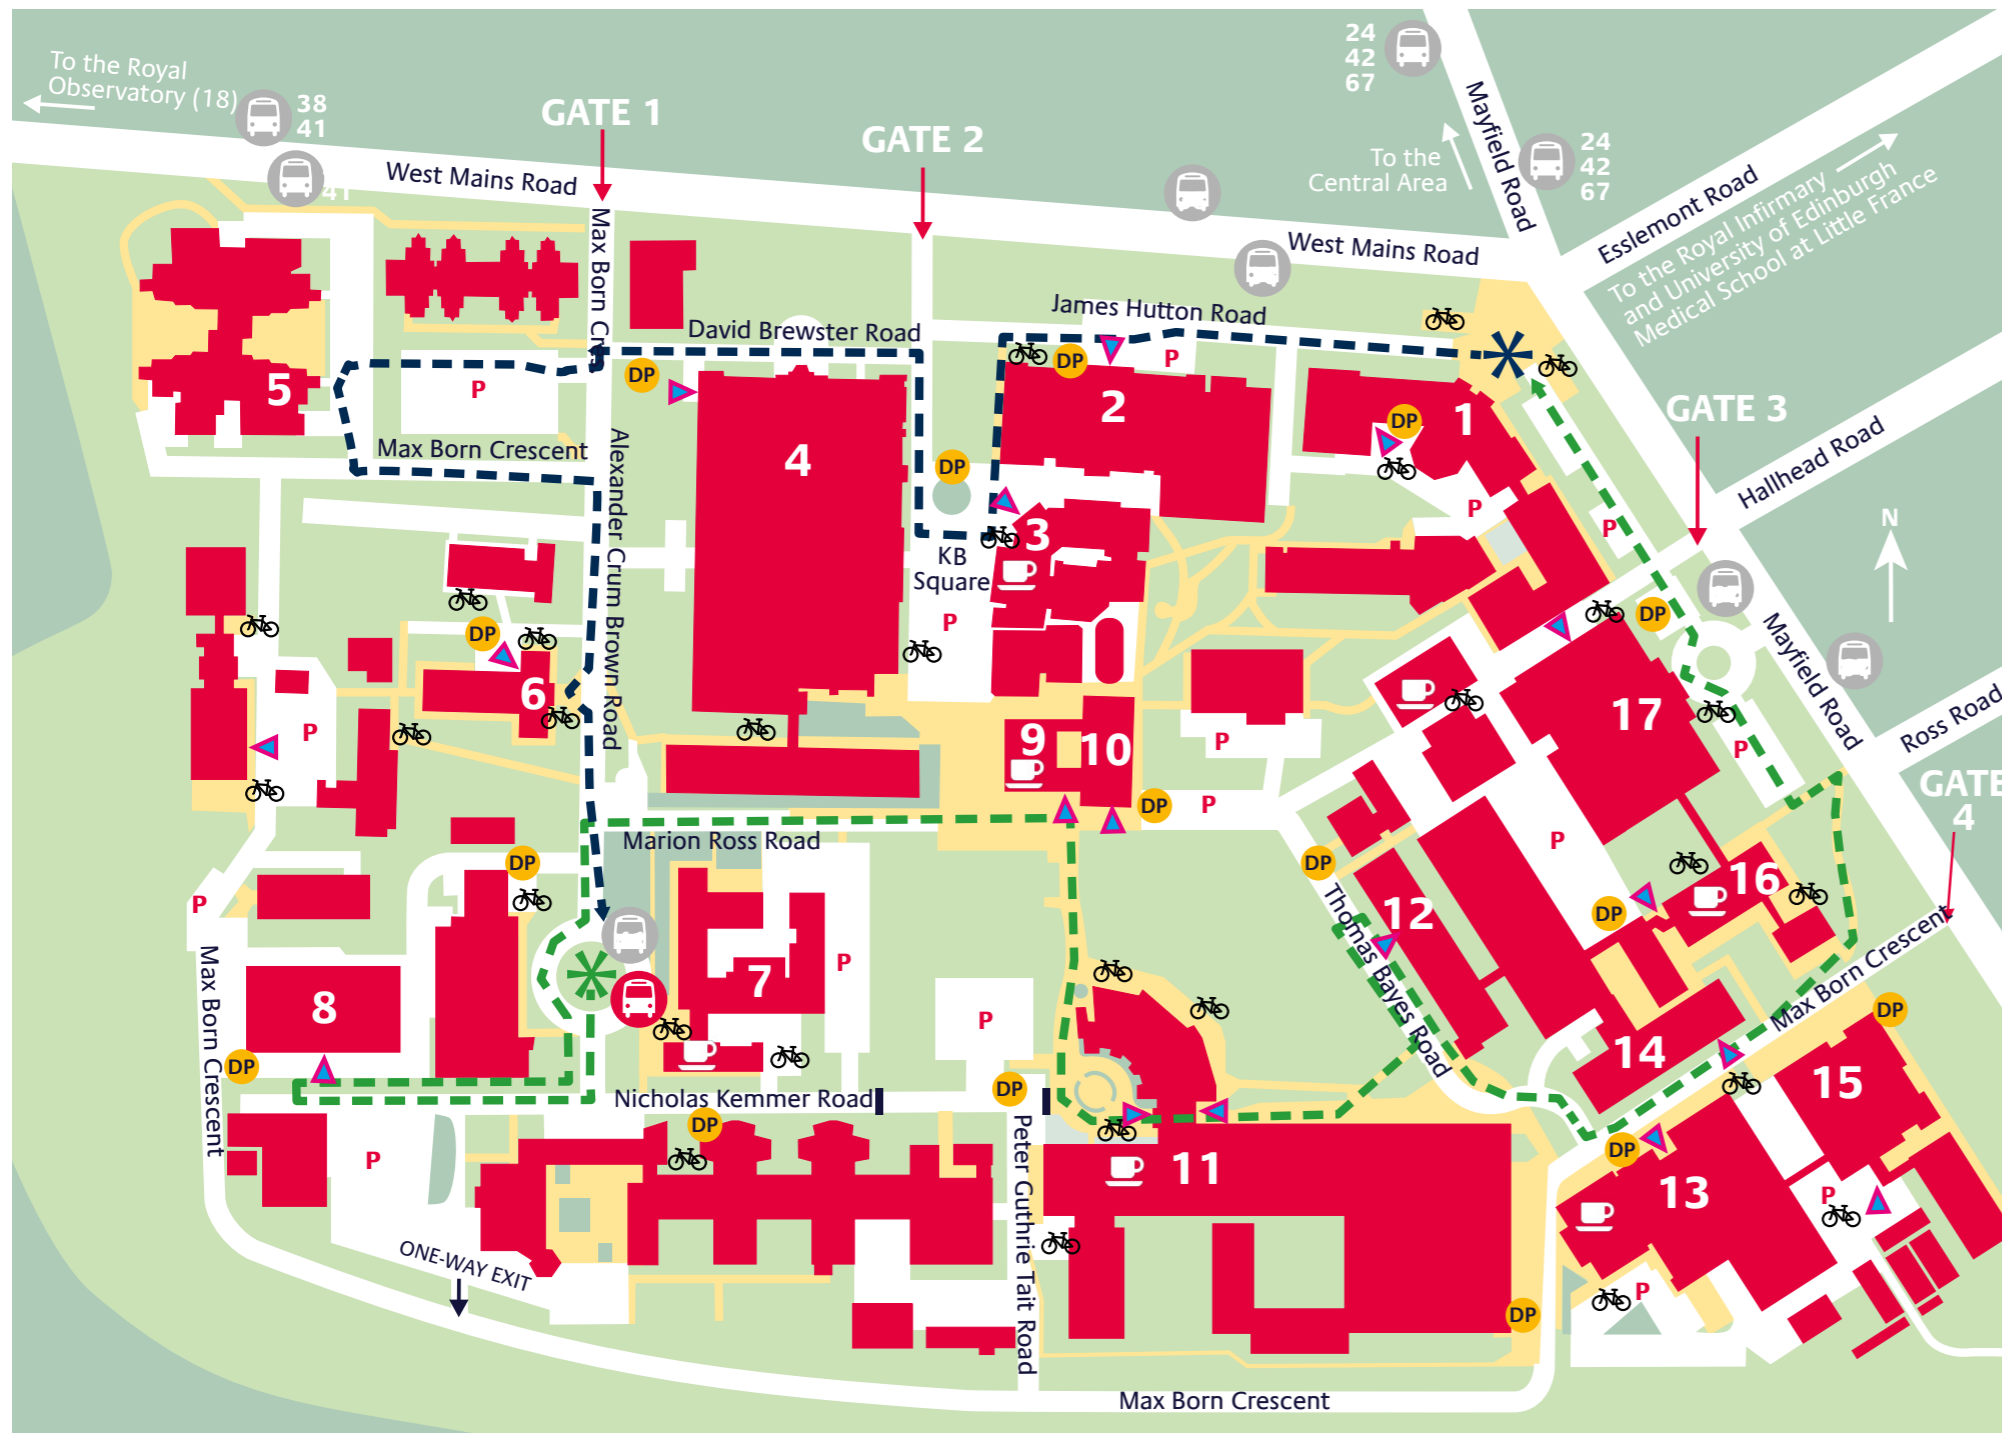 To the Royal
Observatory (18)
38
41
41
GATE 1
GATE 2
24
42
67
Mayfield Road
To the
Central Area
24
42
67
Esslemont Road
To the Royal Infirmary
and University of Edinburgh
Medical School at Little France
West Mains Road
West Mains Road
Max Born Cr
James Hutton Road
David Brewster Road
DP
DP
P
P
5
2
1
DP
4
GATE 3
Hallhead Road
Max Born Crescent
Alexander Crum Brown Road
DP
P
P
N
3
KB
Square
P
DP
DP
Mayfield Road
6
17
P
9
10
P
P
Ross Road
GATE
4
DP
P
Marion Ross Road
P
DP
DP
Thomas Bayes Road
12
16
DP
P
Max Born Crescent
P
7
8
P
DP
Max Born Crescent
DP
14
15
DP
Nicholas Kemmer Road
DP
DP
P
Peter Guthrie Tait Road
11
13
P
ONE-WAY EXIT
P
DP
Max Born Crescent